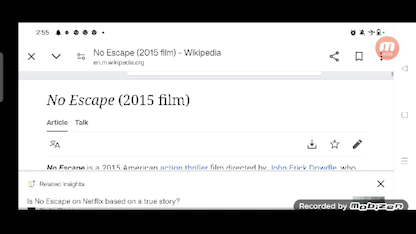 2:55
No Escape (2015 film) - Wikipedia
en.m.wikipedia.org
No Escape (2015 film)
Article Talk
No Escape is a 2015 American action thriller film directed by John Erick Dowdle, who
Related Insights
Is No Escape on Netflix based on a true story?
Recorded by mobizen